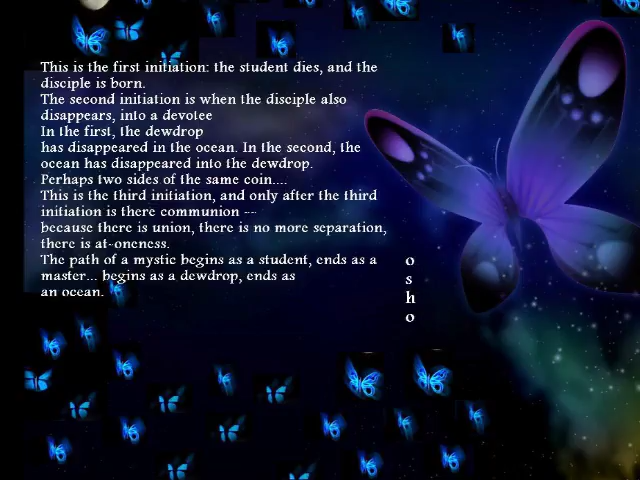 This is the first initiation: the student dies, and the
disciple is born.
The second initiation is when the disciple also
disappears, into a devotee
In the first, the dewdrop
has disappeared in the ocean. In the second, the
ocean has disappeared into the dewdrop.
Perhaps two sides of the same coin....
This is the third initiation, and only after the third
initiation is there communion --
because there is union, there is no more separation,
there is at-oneness.
The path of a mystic begins as a student, ends as a
master... begins as a dewdrop, ends as
an ocean.
o
s
h
o